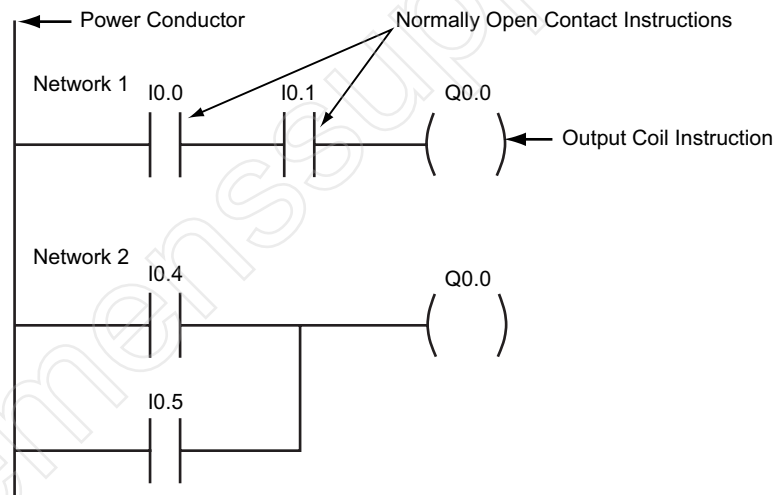 Power Conductor
Normally Open Contact Instructions
Network 1
I0.0
I0.1
Q0.0
Output Coil Instruction
Network 2
I0.4
Q0.0
I0.5